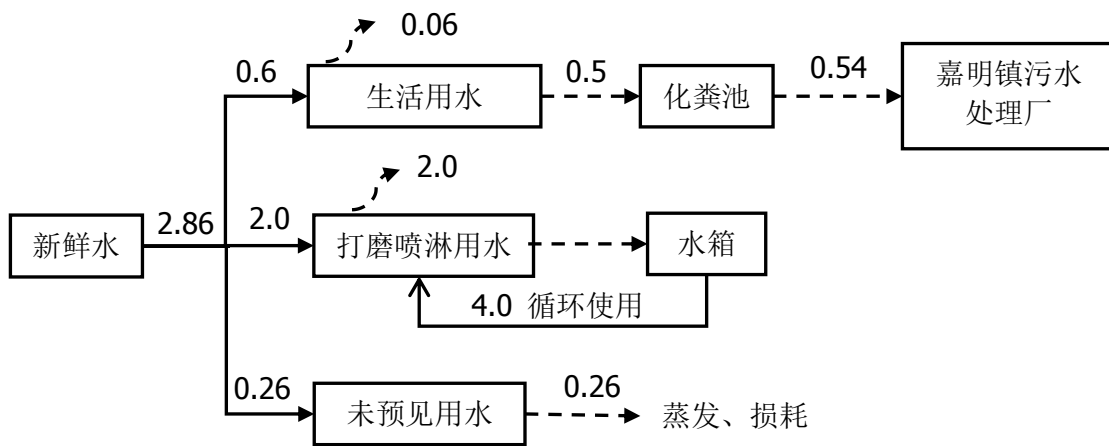 0.06
0.6
生活用水
0.5
化粪池
0.54
嘉明镇污水
处理厂
新鲜水
2.86
2.0
2.0
打磨喷淋用水
水箱
4.0 循环使用
0.26
未预见用水
0.26
蒸发、损耗